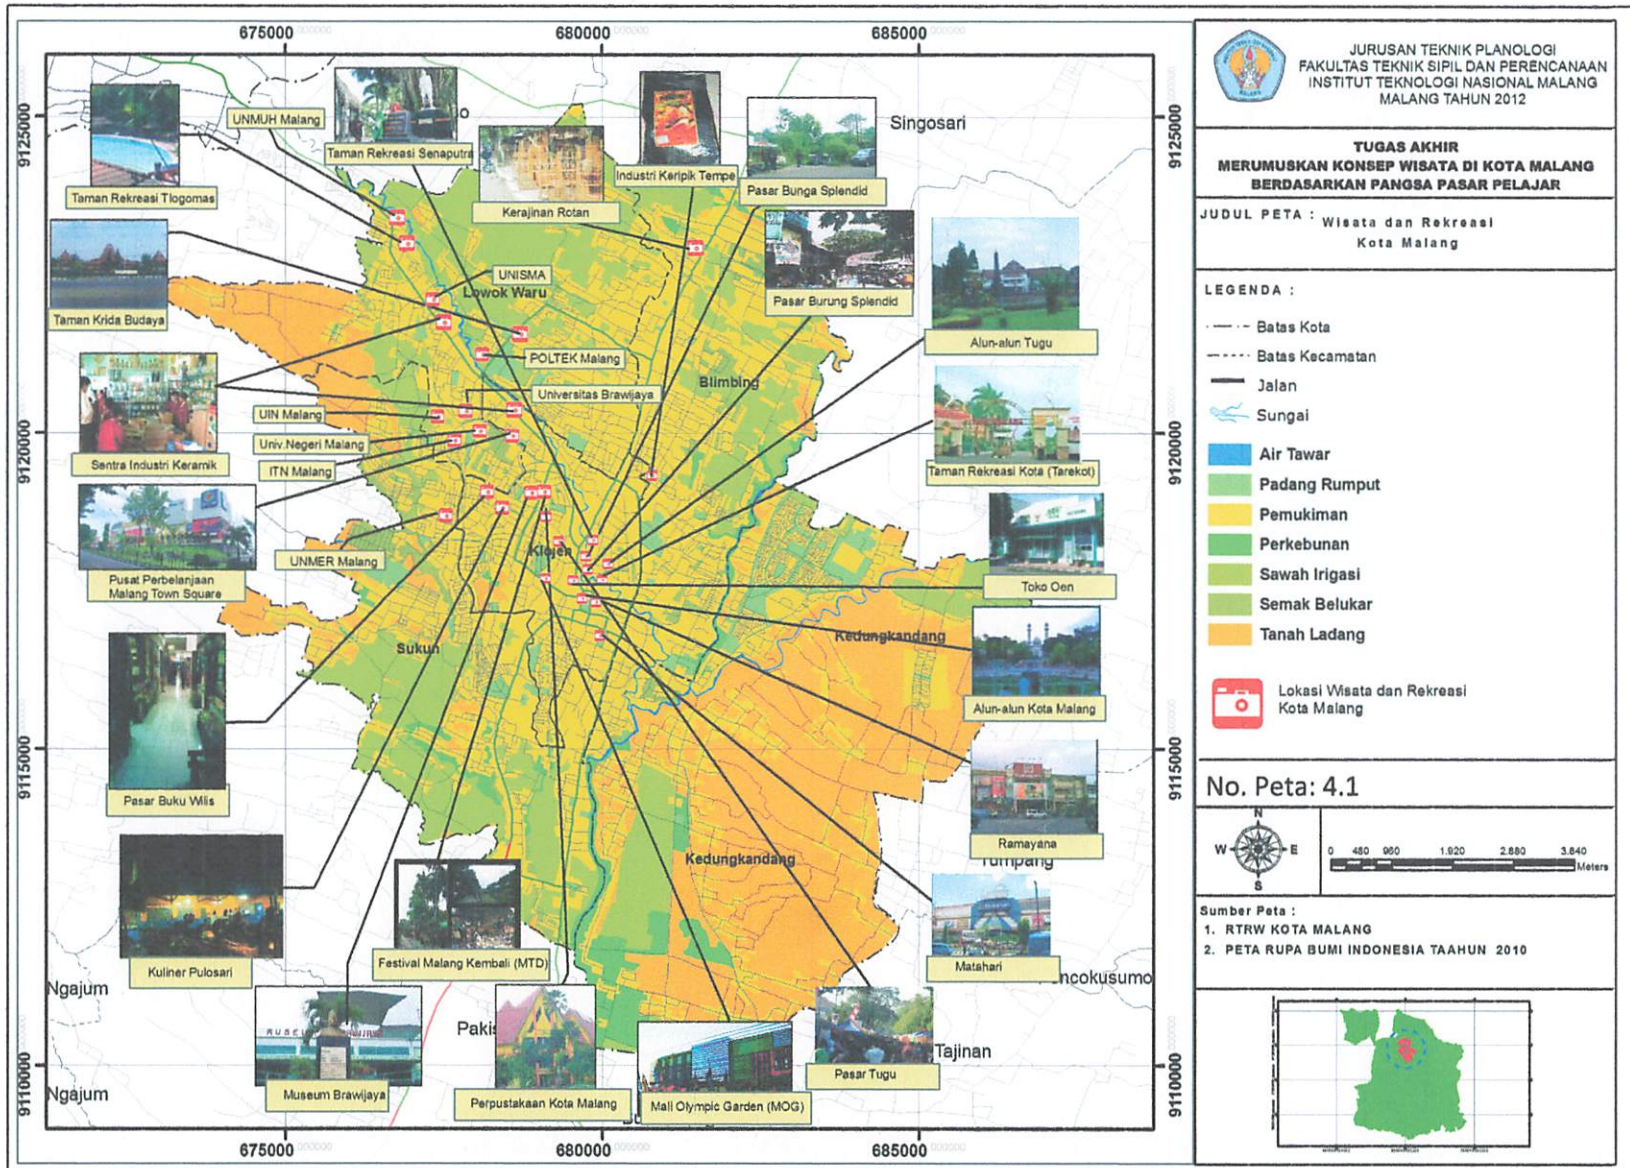 675000
680000
685000
9125000
9120000
9115000
9110000
9125000
9120000
9115000
9110000
675000
680000
685000
UNMUH Malang
Taman Rekreasi Senaputra
Taman Rekreasi Tlogomas
Kerajinan Rotan
Industri Keripik Tempe
Pasar Bunga Splendid
Singosari
Taman Krida Budaya
UNISMA
Lowok Waru
Pasar Burung Splendid
Alun-alun Tugu
POLTEK Malang
Blimbing
Universitas Brawijaya
UIN Malang
Univ.Negeri Malang
ITN Malang
Sentra Industri Keramik
Taman Rekreasi Kota (Tarekot)
UNMER Malang
Klojen
Pusat Perbelanjaan
Malang Town Square
Toko Oen
Sukun
Kedungkandang
Alun-alun Kota Malang
Pasar Buku Wilis
Ramayana
Kedungkandang
Tumpang
Kuliner Pulosari
Festival Malang Kembali (MTD)
Matahari
Ngajum
Pakis
Tajinan
Pasar Tugu
Museum Brawijaya
Perpustakaan Kota Malang
Mall Olympic Garden (MOG)
Ngajum
JURUSAN TEKNIK PLANOLOGI
FAKULTAS TEKNIK SIPIL DAN PERENCANAAN
INSTITUT TEKNOLOGI NASIONAL MALANG
MALANG TAHUN 2012
TUGAS AKHIR
MERUMUSKAN KONSEP WISATA DI KOTA MALANG
BERDASARKAN PANGSA PASAR PELAJAR
JUDUL PETA : Wisata dan Rekreasi
Kota Malang
LEGENDA :
Batas Kota
Batas Kecamatan
Jalan
Sungai
Air Tawar
Padang Rumput
Pemukiman
Perkebunan
Sawah Irigasi
Semak Belukar
Tanah Ladang
Lokasi Wisata dan Rekreasi
Kota Malang
No. Peta: 4.1
N
W E
S
0 480 960 1.920 2.880 3.840
Meters
Sumber Peta :
1. RTRW KOTA MALANG
2. PETA RUPA BUMI INDONESIA TAAHUN 2010